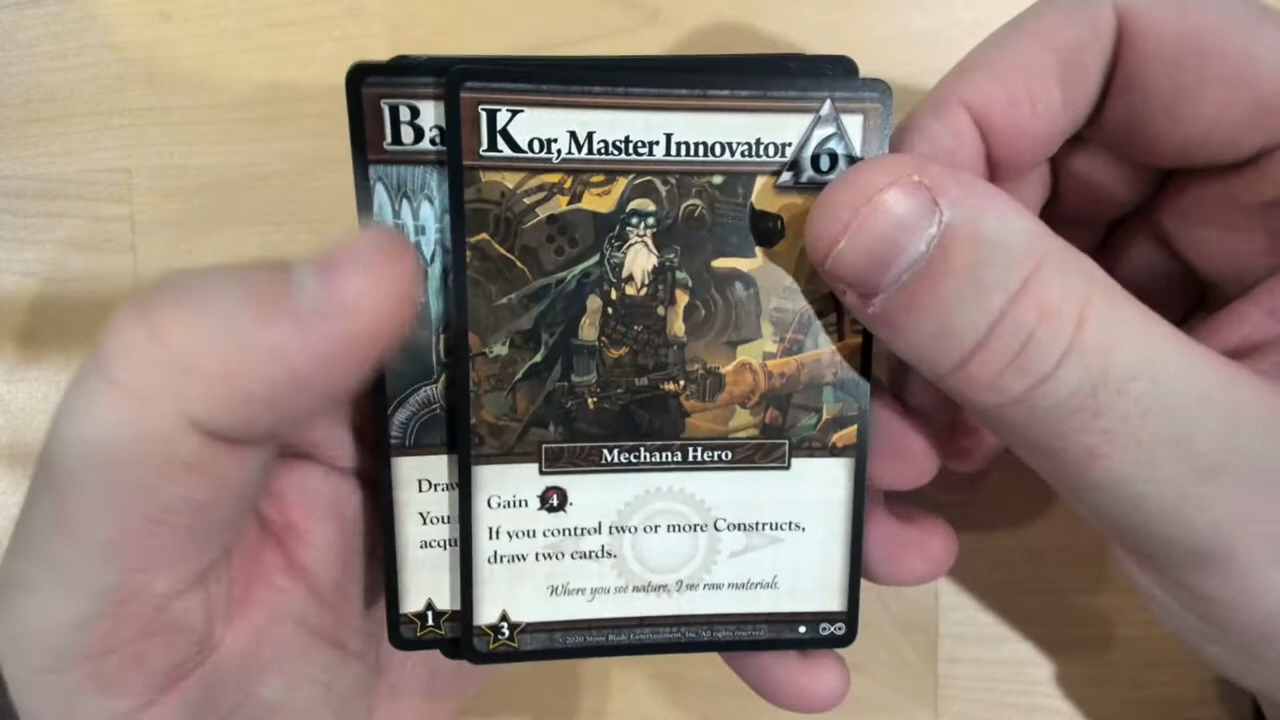 Ba
Kor, Master Innovator
6
Mechana Hero
Draw
You
acqu
Gain 4.
If you control two or more Constructs,
draw two cards.
Where you see nature, I see raw materials.
1
3
©2020 Stone Blade Entertainment, Inc. All rights reserved